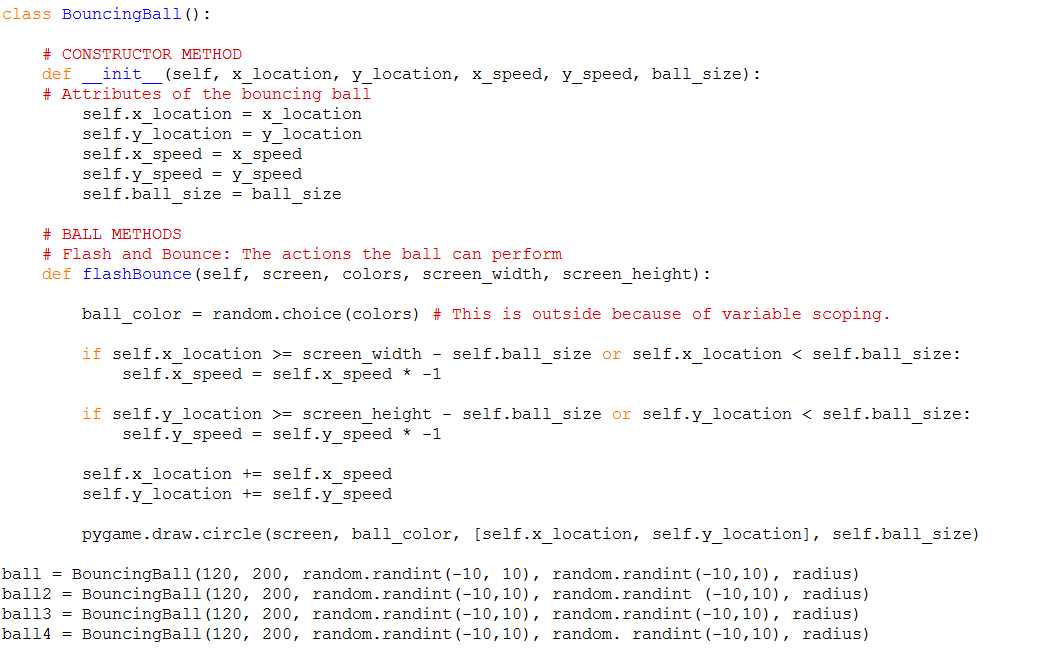 class BouncingBall():
# CONSTRUCTOR METHOD
def __init__(self, x_location, y_location, x_speed, y_speed, ball_size):
# Attributes of the bouncing ball
self.x_location = x_location
self.y_location = y_location
self.x_speed = x_speed
self.y_speed = y_speed
self.ball_size = ball_size
# BALL METHODS
# Flash and Bounce: The actions the ball can perform
def flashBounce(self, screen, colors, screen_width, screen_height):
ball_color = random.choice(colors) # This is outside because of variable scoping.
if self.x_location >= screen_width - self.ball_size or self.x_location < self.ball_size:
self.x_speed = self.x_speed * -1
if self.y_location >= screen_height - self.ball_size or self.y_location < self.ball_size:
self.y_speed = self.y_speed * -1
self.x_location += self.x_speed
self.y_location += self.y_speed
pygame.draw.circle(screen, ball_color, [self.x_location, self.y_location], self.ball_size)
ball = BouncingBall(120, 200, random.randint(-10, 10), random.randint(-10,10), radius)
ball2 = BouncingBall(120, 200, random.randint(-10,10), random.randint (-10,10), radius)
ball3 = BouncingBall(120, 200, random.randint(-10,10), random.randint(-10,10), radius)
ball4 = BouncingBall(120, 200, random.randint(-10,10), random. randint(-10,10), radius)